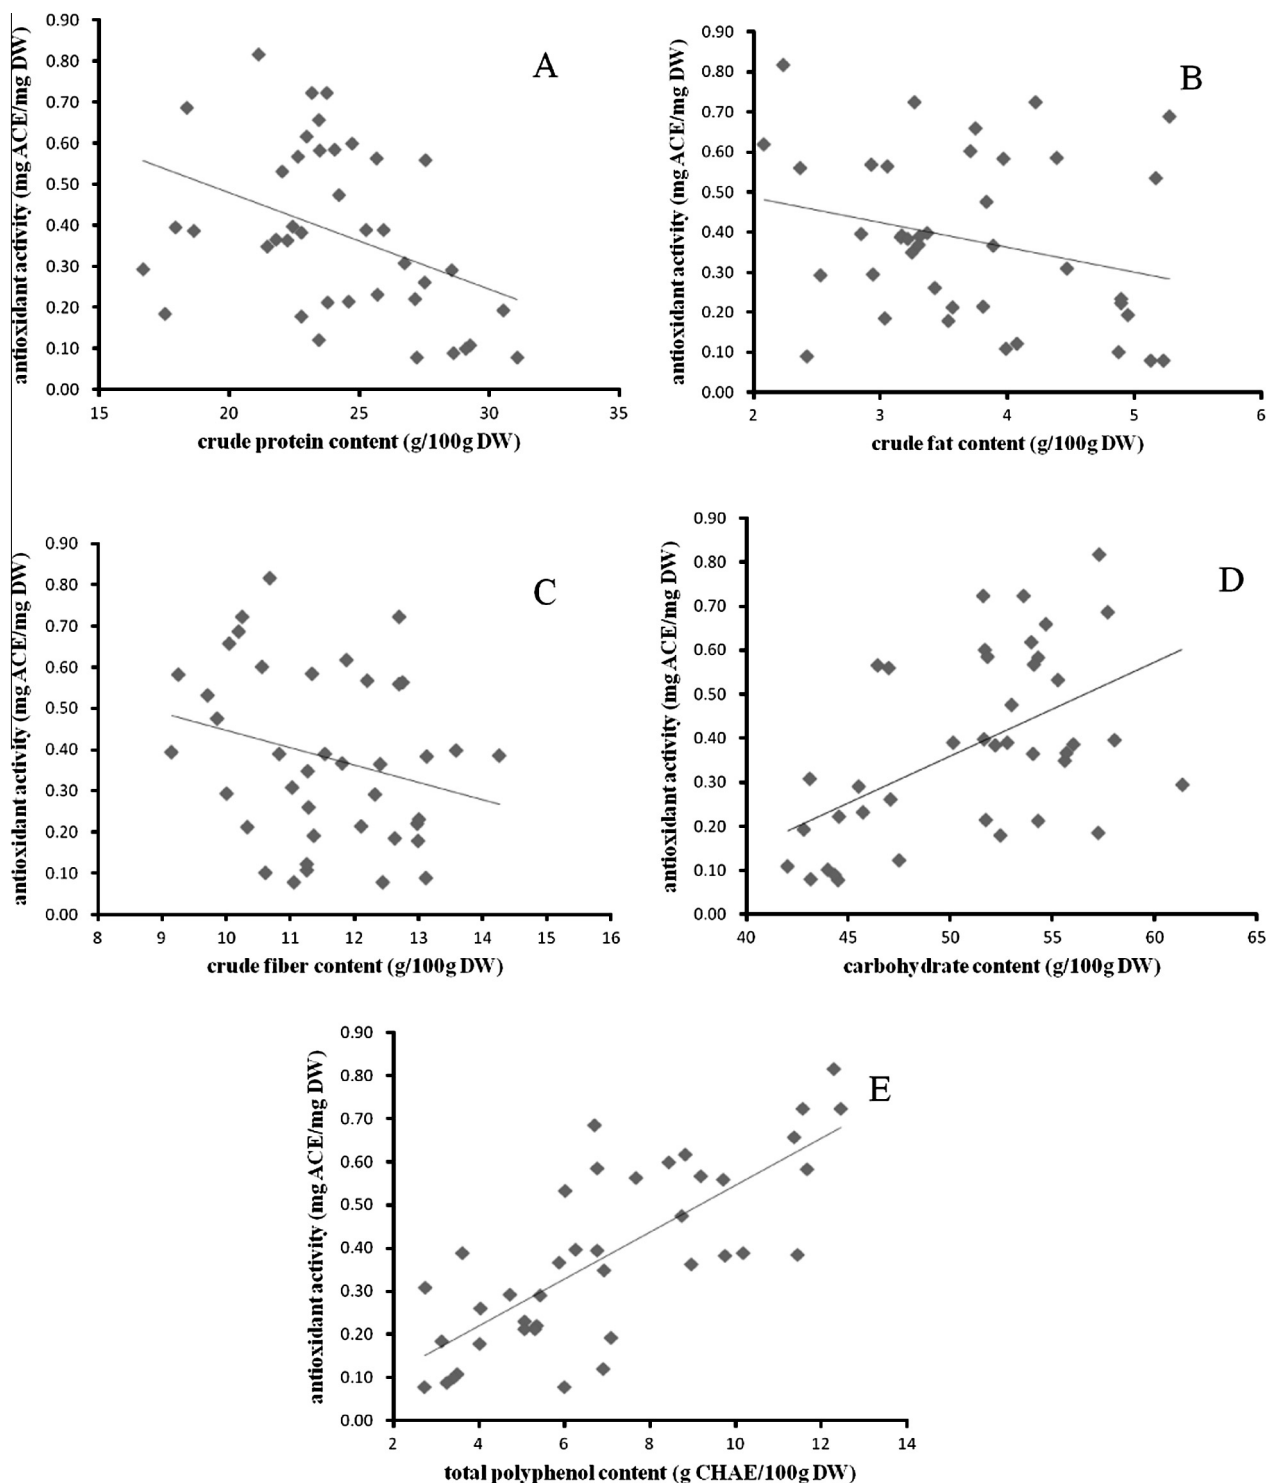 A
antioxidant activity (mg ACE/mg DW)
0.90
0.80
0.70
0.60
0.50
0.40
0.30
0.20
0.10
0.00
15 20 25 30 35
crude protein content (g/100g DW)
B
antioxidant activity (mg ACE/mg DW)
0.90
0.80
0.70
0.60
0.50
0.40
0.30
0.20
0.10
0.00
2 3 4 5 6
crude fat content (g/100g DW)
C
antioxidant activity (mg ACE/mg DW)
0.90
0.80
0.70
0.60
0.50
0.40
0.30
0.20
0.10
0.00
8 9 10 11 12 13 14 15 16
crude fiber content (g/100g DW)
D
antioxidant activity (mg ACE/mg DW)
0.90
0.80
0.70
0.60
0.50
0.40
0.30
0.20
0.10
0.00
40 45 50 55 60 65
carbohydrate content (g/100g DW)
E
antioxidant activity (mg ACE/mg DW)
0.90
0.80
0.70
0.60
0.50
0.40
0.30
0.20
0.10
0.00
2 4 6 8 10 12 14
total polyphenol content (g CHAE/100g DW)